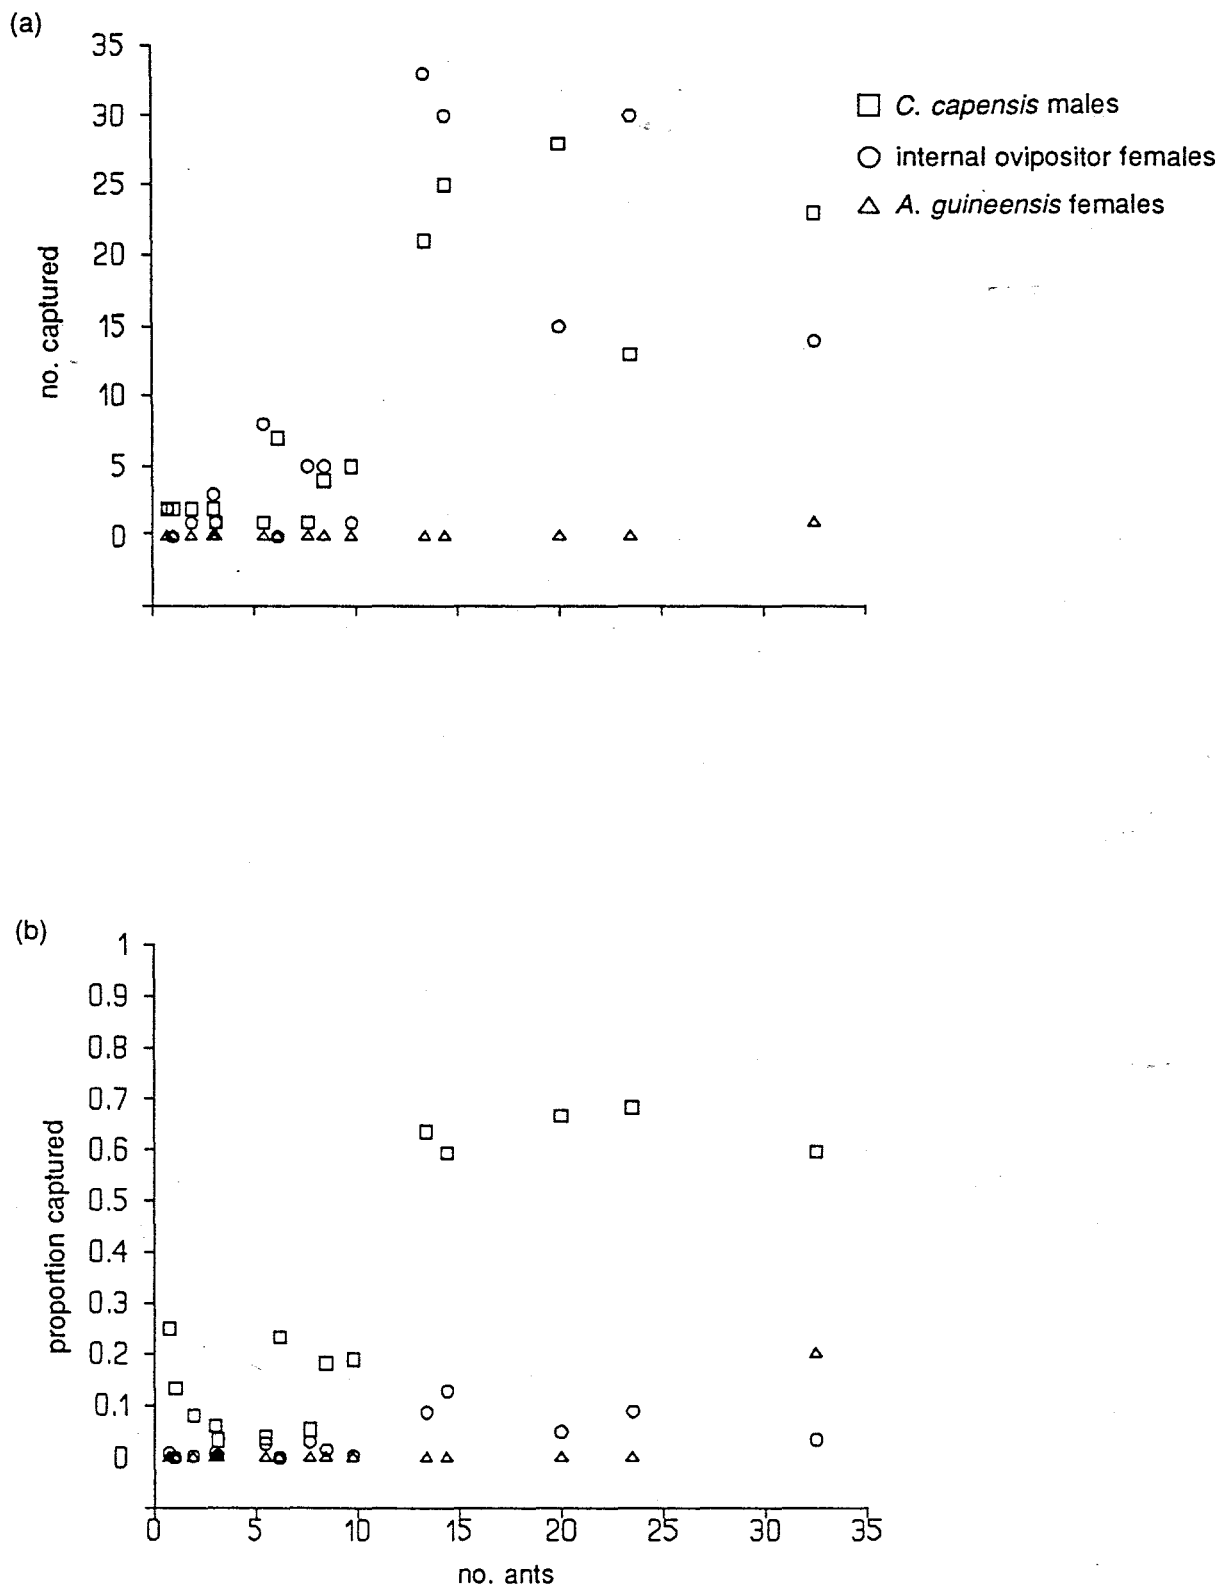 (a)
35
30
25
20
15
10
5
0
no. captured
C. capensis males
internal ovipositor females
A. guineensis females
(b)
1
0.9
0.8
0.7
0.6
0.5
0.4
0.3
0.2
0.1
0
proportion captured
0 5 10 15 20 25 30 35
no. ants